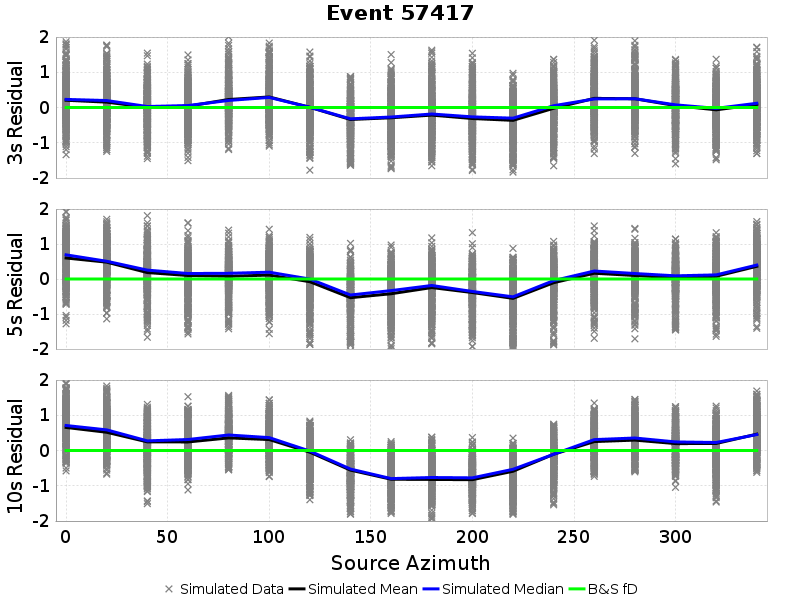 Event 57417
2
1
0
-1
-2
3s Residual
2
1
0
-1
-2
5s Residual
2
1
0
-1
-2
10s Residual
0 50 100 150 200 250 300
Source Azimuth
Simulated Data Simulated Mean Simulated Median B&S fD